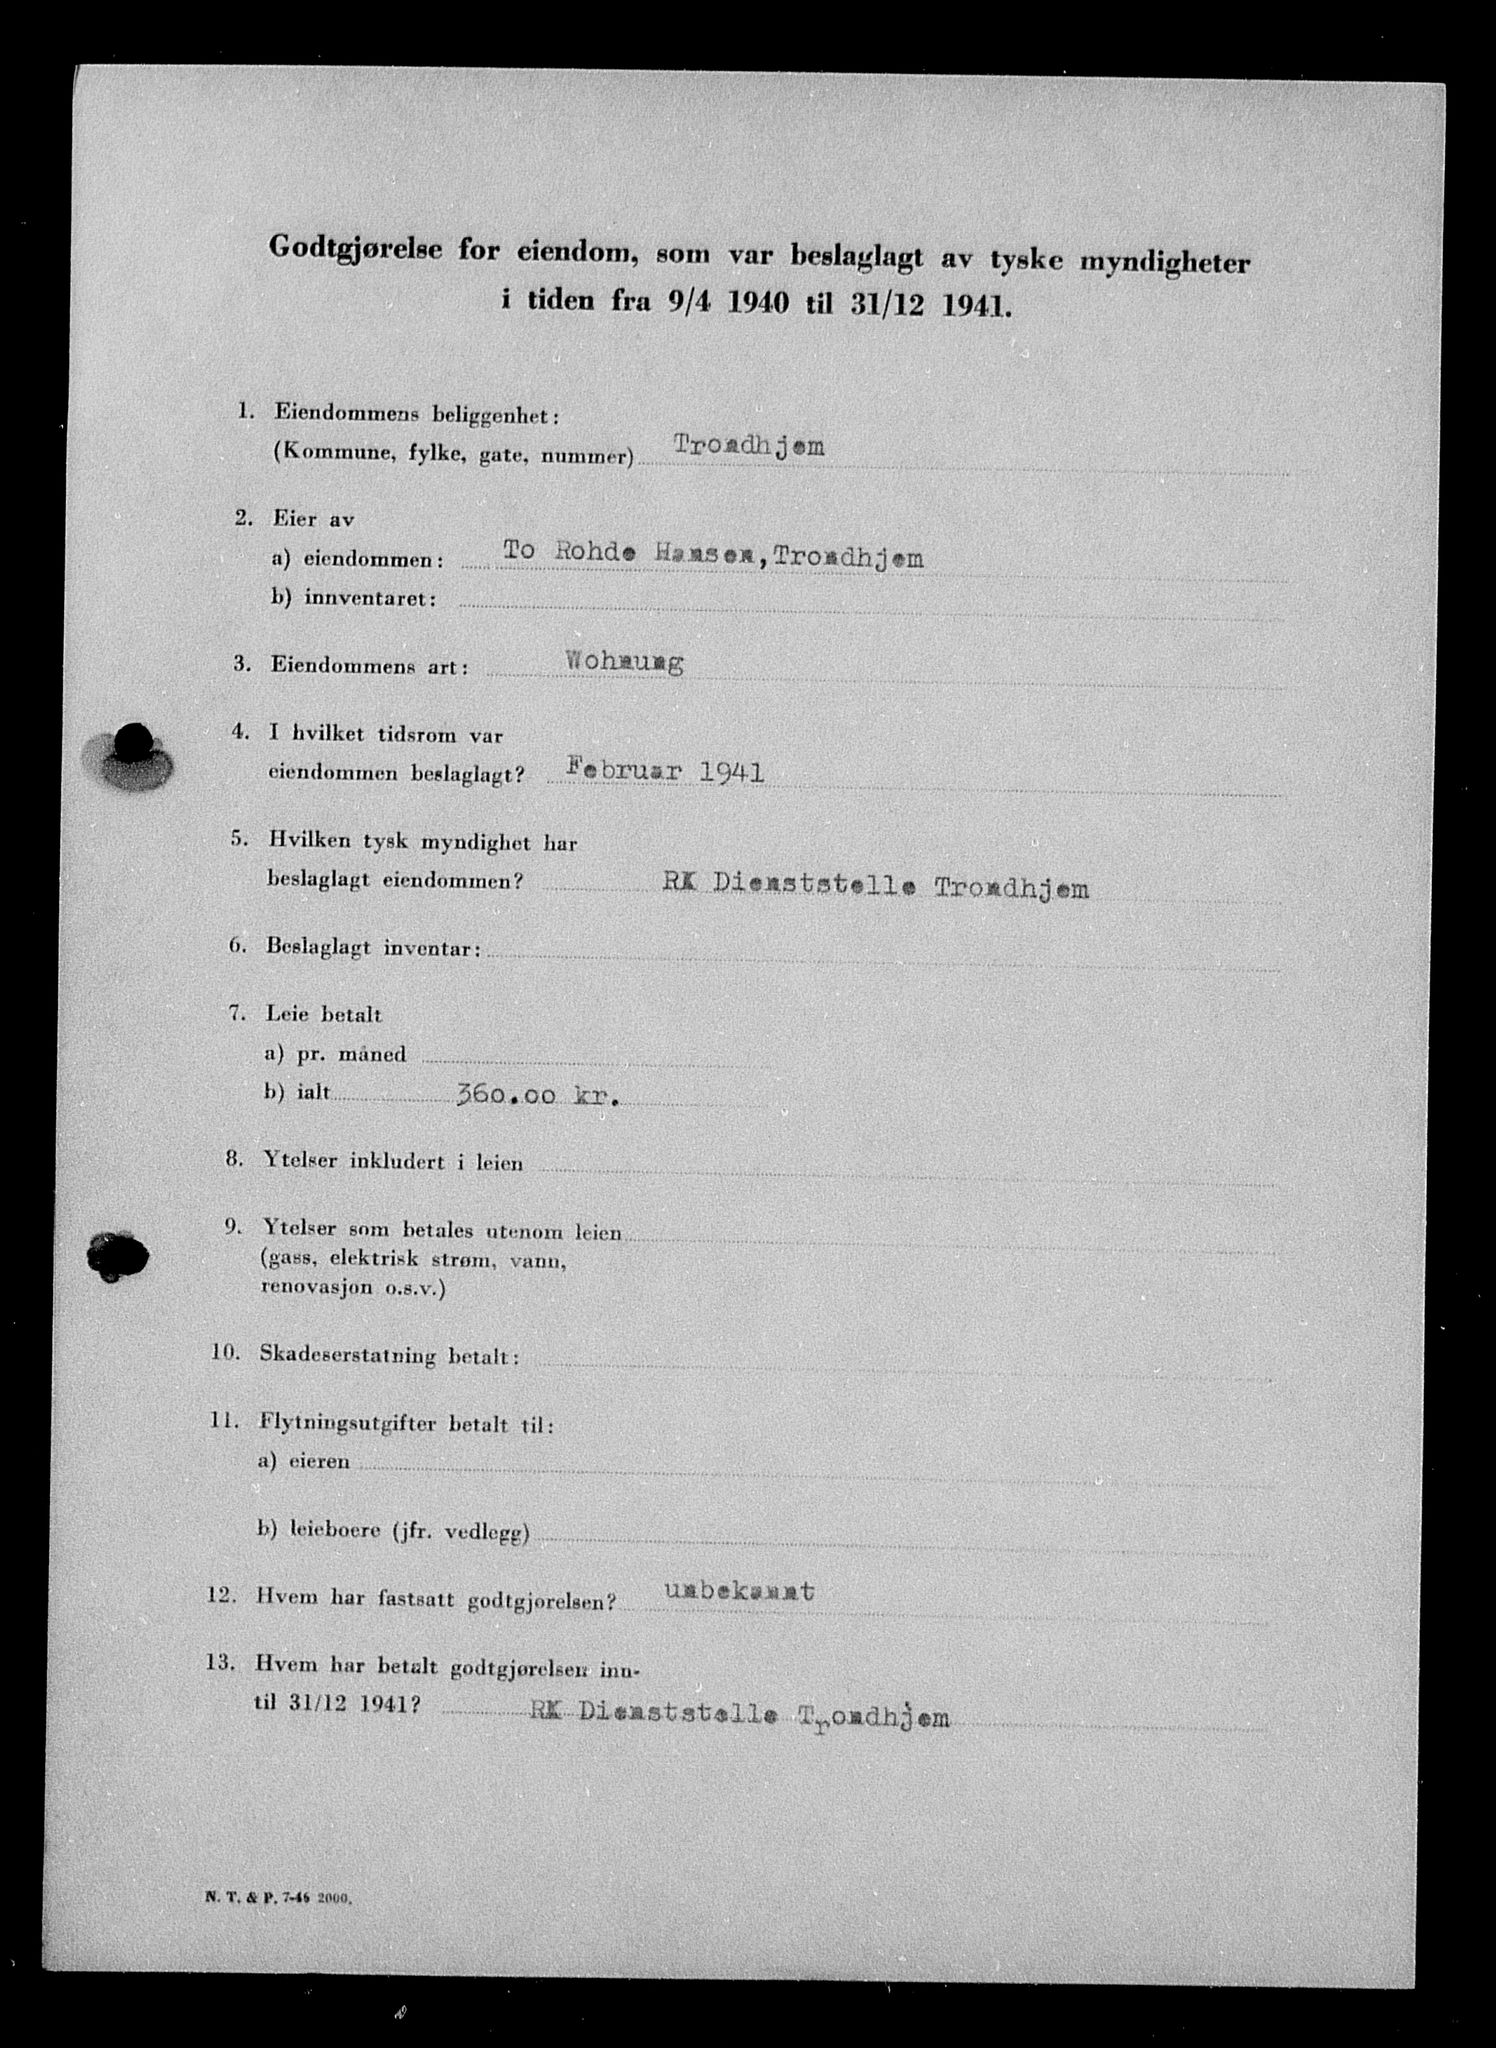 Godtgjørelse for eiendom, som var beslaglagt av tyske myndigheter
i tiden fra 9/4 1940 til 31/12 1941.
1. Eiendommens beliggenhet:
(Kommune, fylke, gate, nummer) Trondhjem
2. Eier av
a) eiendommen: To Rohde Hansen, Trondhjem
b) innventaret:
3. Eiendommens art: Wohnung
4. I hvilket tidsrom var
eiendommen beslaglagt? Februar 1941
5. Hvilken tysk myndighet har
beslaglagt eiendommen? RK Dienststelle Trondhjem
6. Beslaglagt inventar:
7. Leie betalt
a) pr. måned
b) ialt 360.00 kr.
8. Ytelser inkludert i leien
9. Ytelser som betales utenom leien
(gass, elektrisk strøm, vann,
renovasjon o.s.v.)
10. Skadeserstatning betalt:
11. Flytningsutgifter betalt til:
a) eieren
b) leieboere (jfr. vedlegg)
12. Hvem har fastsatt godtgjørelsen? unbekannt
13. Hvem har betalt godtgjørelsen inn-
til 31/12 1941? RK Dienststelle Trondhjem
N. T. & P. 7-46 2000.